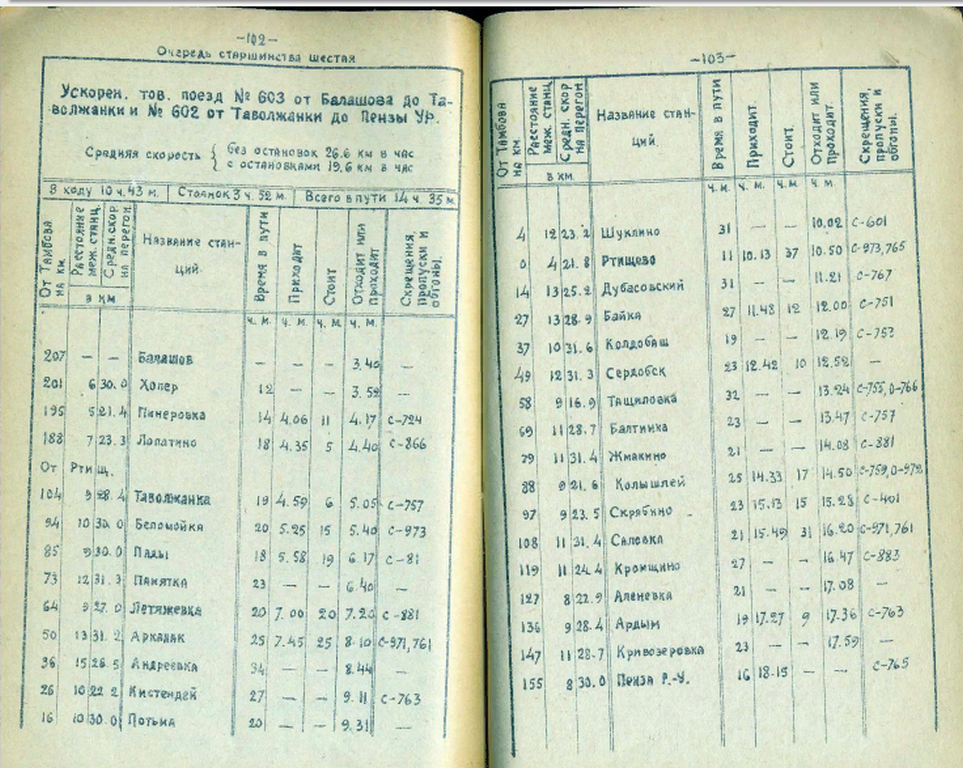 —102—
Очередь старшинства шестая
Ускорен. тов. поезд № 603 от Балашова до Та-
волжанки и № 602 от Таволжанки до Пензы УР.
Средняя скорость { без остановок 26.6 км в час
с остановками 19.6 км в час
В ходу 10 ч. 43 м. | Стоянок 3 ч. 52 м. | Всего в пути 14 ч. 35 м.
От Тамбова на км. | Расстояние меж. станц. | Средн. скор на перегон. | Название стан-ций. | Время в пути | Приходит | Стоит | Отходит или проходит | Скрещения, пропуски и обгоны.
в км
ч. м. ч. м. ч. м. ч. м.
207 — — Балашов — — — 3.40 —
201 6 30.0 Хопер 12 — — 3.52 —
195 5 21.4 Пинеровка 14 4.06 11 4.17 с-724
188 7 23.3 Лопатино 18 4.35 5 4.40 с-866
От Ртищ.
104 9 28.4 Таволжанка 19 4.59 6 5.05 с-757
94 10 30.0 Беломойка 20 5.25 15 5.40 с-973
85 9 30.0 Пады 18 5.58 19 6.17 с-81
73 12 31.3 Памятка 23 — — 6.40 —
64 9 27.0 Летяжевка 20 7.00 20 7.20 с-881
50 13 31.2 Аркадак 25 7.45 25 8.10 с-971,761
36 15 26.5 Андреевка 34 — — 8.44 —
26 10 22.2 Кистендей 27 — — 9.11 с-763
16 10 30.0 Потьма 20 — — 9.31 —
—103—
От Тамбова на км | Расстояние меж. станц | Средн. скор на перегон. | Название стан-ций. | Время в пути | Приходит. | Стоит. | Отходит или проходит. | Скрещения, пропуски и обгоны.
в км.
ч. м. ч. м. ч. м. ч. м.
4 12 23.2 Шуклино 31 — — 10.02 с-601
0 4 21.8 Ртищево 11 10.13 37 10.50 с-973,765
14 13 25.2 Дубасовский 31 — — 11.21 с-767
27 13 28.9 Байка 27 11.48 12 12.00 с-751
37 10 31.6 Колдобаш 19 — — 12.19 с-753
49 12 31.3 Сердобск 23 12.42 10 12.52 —
58 9 16.9 Тащиловка 32 — — 13.24 с-755,о-766
69 11 28.7 Балтинка 23 — — 13.47 с-757
79 11 31.4 Жмакино 21 — — 14.08 с-881
88 9 21.6 Колышлей 25 14.33 17 14.50 с-759,о-972
97 9 23.5 Скрябино 23 15.13 15 15.28 с-401
108 11 31.4 Саловка 21 15.49 31 16.20 с-971,761
119 11 24.4 Кромщино 27 — — 16.47 с-883
127 8 22.9 Аленевка 21 — — 17.08 —
136 9 28.4 Ардым 19 17.27 9 17.36 с-763
147 11 28.7 Кривозеровка 23 — — 17.59 —
155 8 30.0 Пенза Р.-У. 16 18.15 — — с-765